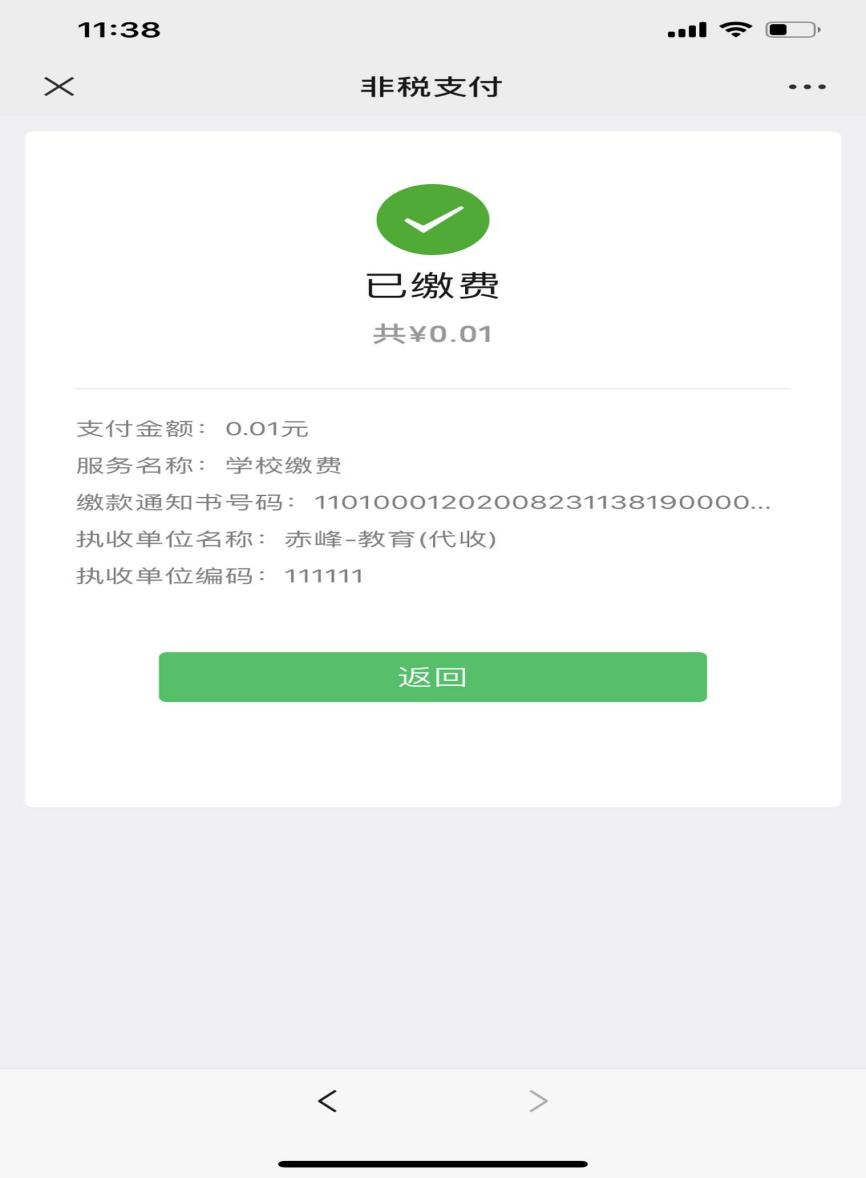 11:38
非税支付
已缴费
共¥0.01
支付金额：0.01元
服务名称：学校缴费
缴款通知书号码：11010001202008231138190000...
执收单位名称：赤峰-教育(代收)
执收单位编码：111111
返回